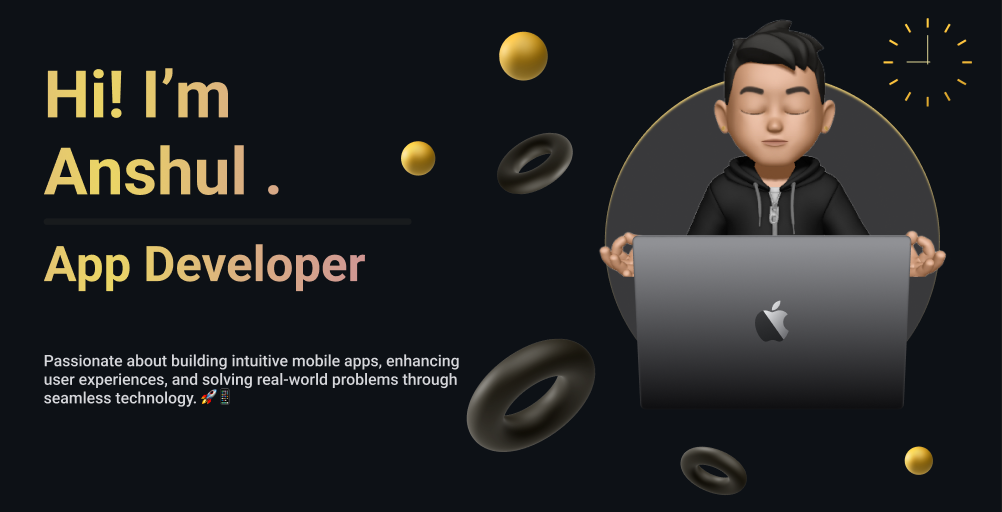 Hi! I’m
Anshul .
App Developer
Passionate about building intuitive mobile apps, enhancing
user experiences, and solving real-world problems through
seamless technology. 🚀📱